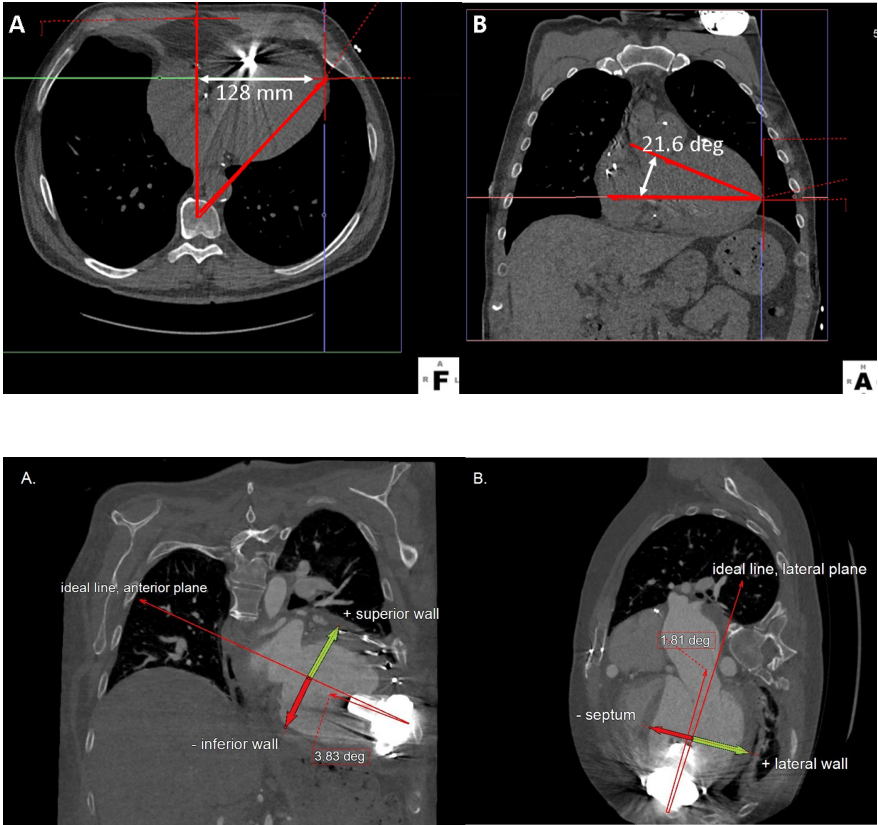 A
128 mm
A
R F L
B
21.6 deg
5
H
R A
A.
ideal line, anterior plane
+ superior wall
- inferior wall
3.83 deg
B.
ideal line, lateral plane
1.81 deg
- septum
+ lateral wall